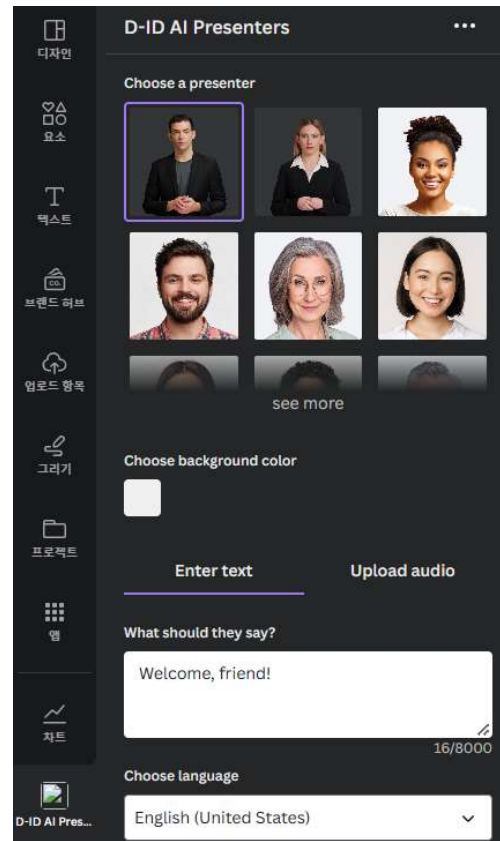 디자인
요소
텍스트
브랜드 허브
업로드 항목
그리기
프로젝트
앱
차트
D-ID AI Pres...
D-ID AI Presenters
Choose a presenter
see more
Choose background color
Enter text
Upload audio
What should they say?
Welcome, friend!
16/8000
Choose language
English (United States)